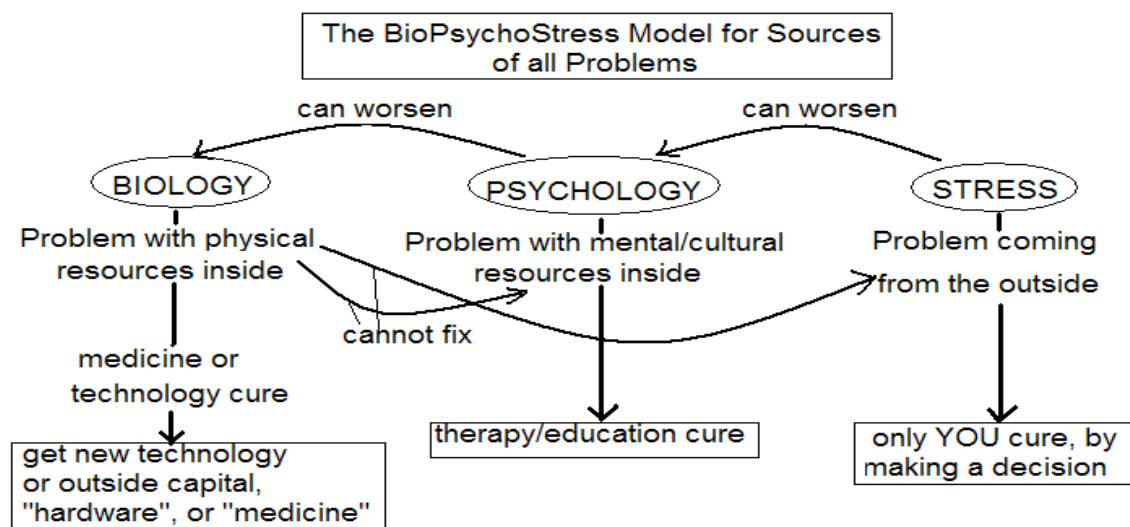 The BioPsychoStress Model for Sources
of all Problems
can worsen
can worsen
BIOLOGY
PSYCHOLOGY
STRESS
Problem with physical
resources inside
Problem with mental/cultural
resources inside
Problem coming
from the outside
cannot fix
medicine or
technology cure
get new technology
or outside capital,
"hardware", or "medicine"
therapy/education cure
only YOU cure, by
making a decision